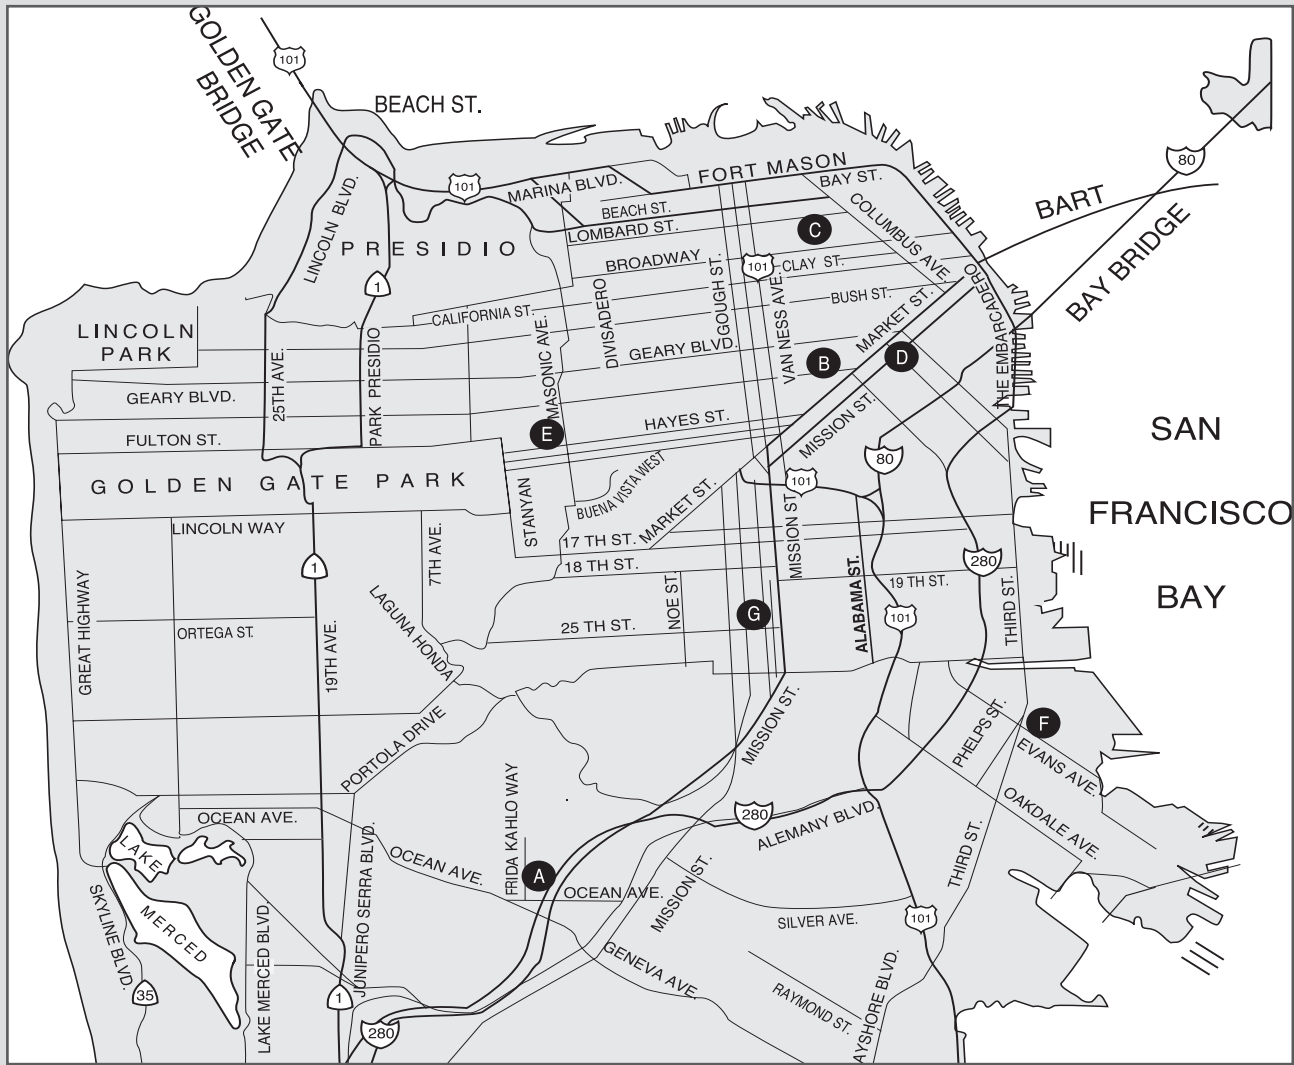 GOLDEN GATE
BRIDGE
101
BEACH ST.
80
BART
BAY BRIDGE
FORT MASON
BAY ST.
MARINA BLVD.
101
BEACH ST.
LOMBARD ST.
COLUMBUS AVE.
C
LINCOLN BLVD.
PRESIDIO
BROADWAY
101
CLAY ST.
1
BUSH ST.
CALIFORNIA ST.
DIVISADERO
GOUGH ST.
VAN NESS AVE.
MARKET ST.
THE EMBARCADERO
LINCOLN
PARK
25TH AVE.
PARK PRESIDIO
MASONIC AVE.
GEARY BLVD.
B
D
GEARY BLVD.
HAYES ST.
MISSION ST.
FULTON ST.
E
SAN
FRANCISCO
BAY
80
GOLDEN GATE PARK
BUENA VISTA WEST
101
STANYAN
MARKET ST.
MISSION ST.
LINCOLN WAY
17 TH ST.
18 TH ST.
7TH AVE.
1
280
19 TH ST.
ALABAMA ST.
THIRD ST.
NOE ST.
G
101
GREAT HIGHWAY
ORTEGA ST.
LAGUNA HONDA
25 TH ST.
19TH AVE.
MISSION ST.
PHELPS ST.
F
EVANS AVE.
PORTOLA DRIVE
OAKDALE AVE.
280
ALEMANY BLVD.
OCEAN AVE.
FRIDA KAHLO WAY
LAKE
MERCED
OCEAN AVE.
A
OCEAN AVE.
JUNIPERO SERRA BLVD.
MISSION ST.
THIRD ST.
SILVER AVE.
101
SKYLINE BLVD.
LAKE MERCED BLVD.
GENEVA AVE.
RAYMOND ST.
AYSHORE BLVD.
35
1
280